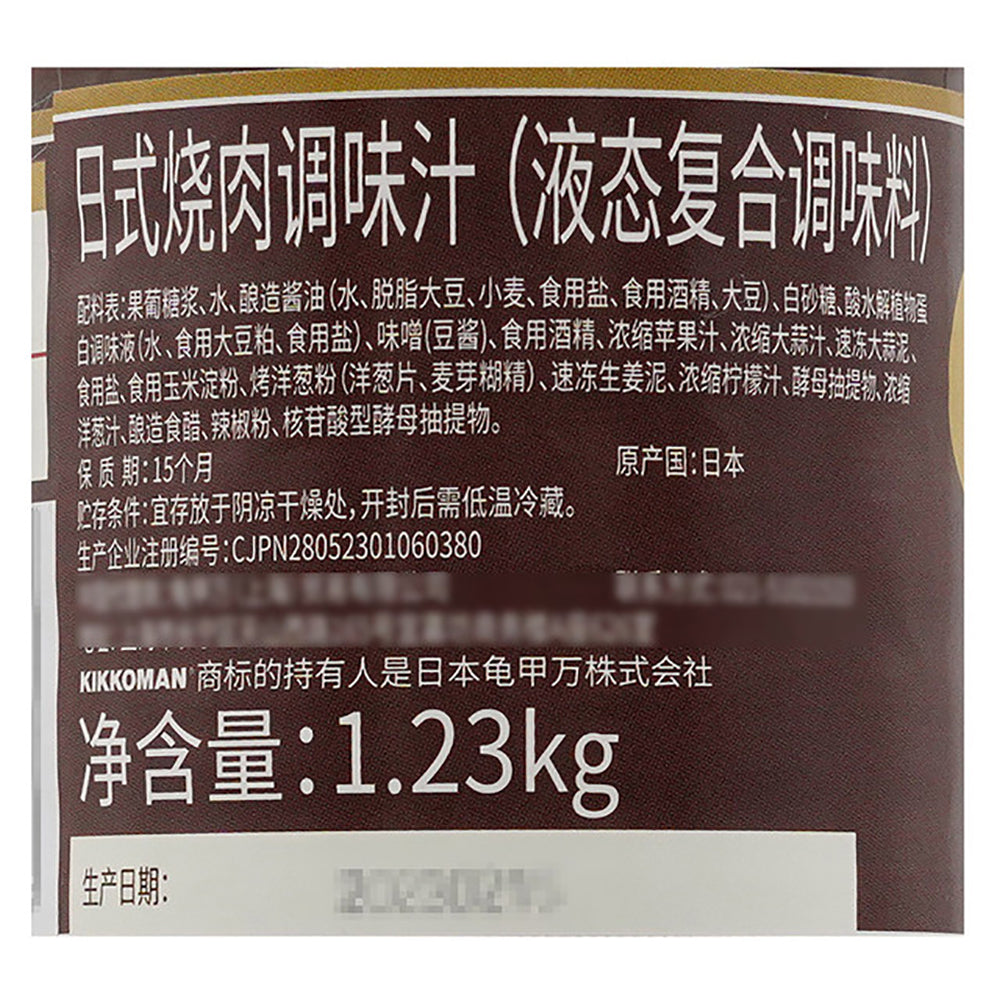 日式烧肉调味汁（液态复合调味料）
配料表：果葡糖浆、水、酿造酱油（水、脱脂大豆、小麦、食用盐、食用酒精、大豆）、白砂糖、酸水解植物蛋
白调味液（水、食用大豆粕、食用盐）、味噌(豆酱)、食用酒精、浓缩苹果汁、浓缩大蒜汁、速冻大蒜泥、
食用盐、食用玉米淀粉、烤洋葱粉（洋葱片、麦芽糊精）、速冻生姜泥、浓缩柠檬汁、酵母抽提物、浓缩
洋葱汁、酿造食醋、辣椒粉、核苷酸型酵母抽提物。
保 质 期：15个月 原产国：日本
贮存条件：宜存放于阴凉干燥处，开封后需低温冷藏。
生产企业注册编号：CJPN28052301060380
KIKKOMAN 商标的持有人是日本龟甲万株式会社
净含量：1.23kg
生产日期：